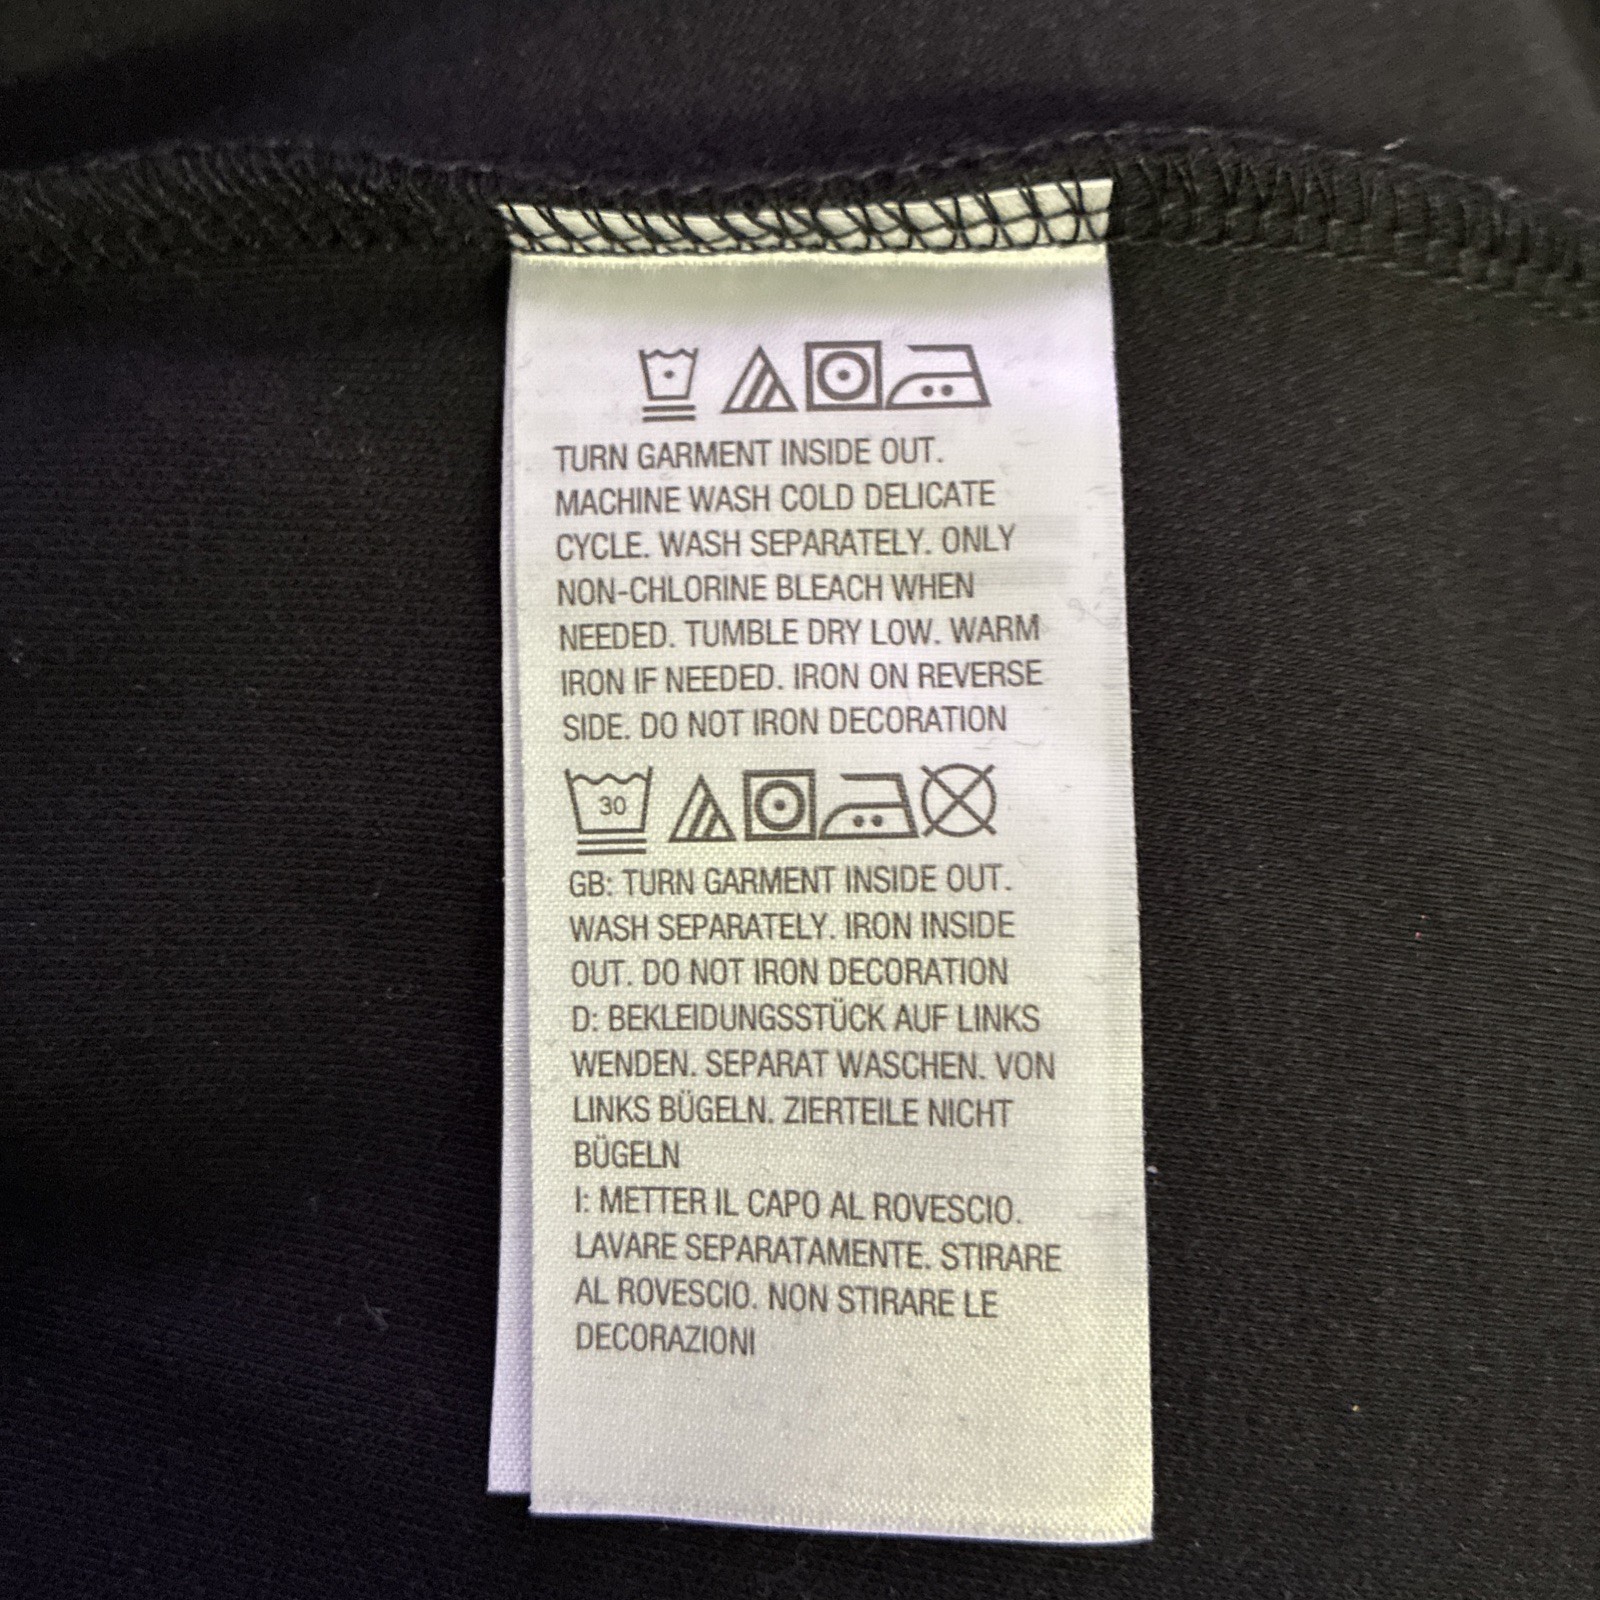 TURN GARMENT INSIDE OUT.
MACHINE WASH COLD DELICATE
CYCLE. WASH SEPARATELY. ONLY
NON-CHLORINE BLEACH WHEN
NEEDED. TUMBLE DRY LOW. WARM
IRON IF NEEDED. IRON ON REVERSE
SIDE. DO NOT IRON DECORATION
30
GB: TURN GARMENT INSIDE OUT.
WASH SEPARATELY. IRON INSIDE
OUT. DO NOT IRON DECORATION
D: BEKLEIDUNGSSTÜCK AUF LINKS
WENDEN. SEPARAT WASCHEN. VON
LINKS BÜGELN. ZIERTEILE NICHT
BÜGELN
I: METTER IL CAPO AL ROVESCIO.
LAVARE SEPARATAMENTE. STIRARE
AL ROVESCIO. NON STIRARE LE
DECORAZIONI